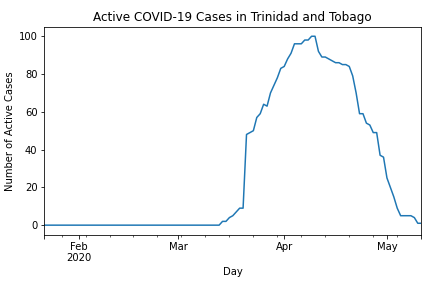 Active COVID-19 Cases in Trinidad and Tobago
100
80
60
40
20
0
Number of Active Cases
Feb
2020
Mar
Apr
May
Day